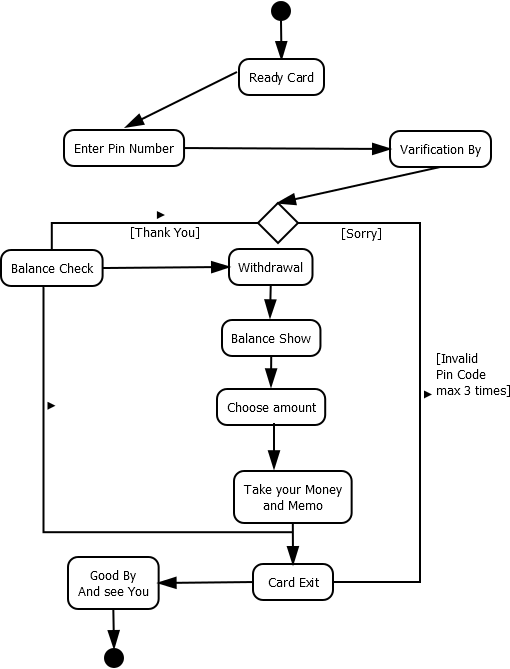 Ready Card
Enter Pin Number
Varification By
[Thank You]
[Sorry]
Balance Check
Withdrawal
Balance Show
[Invalid
Pin Code
max 3 times]
Choose amount
Take your Money
and Memo
Good By
And see You
Card Exit